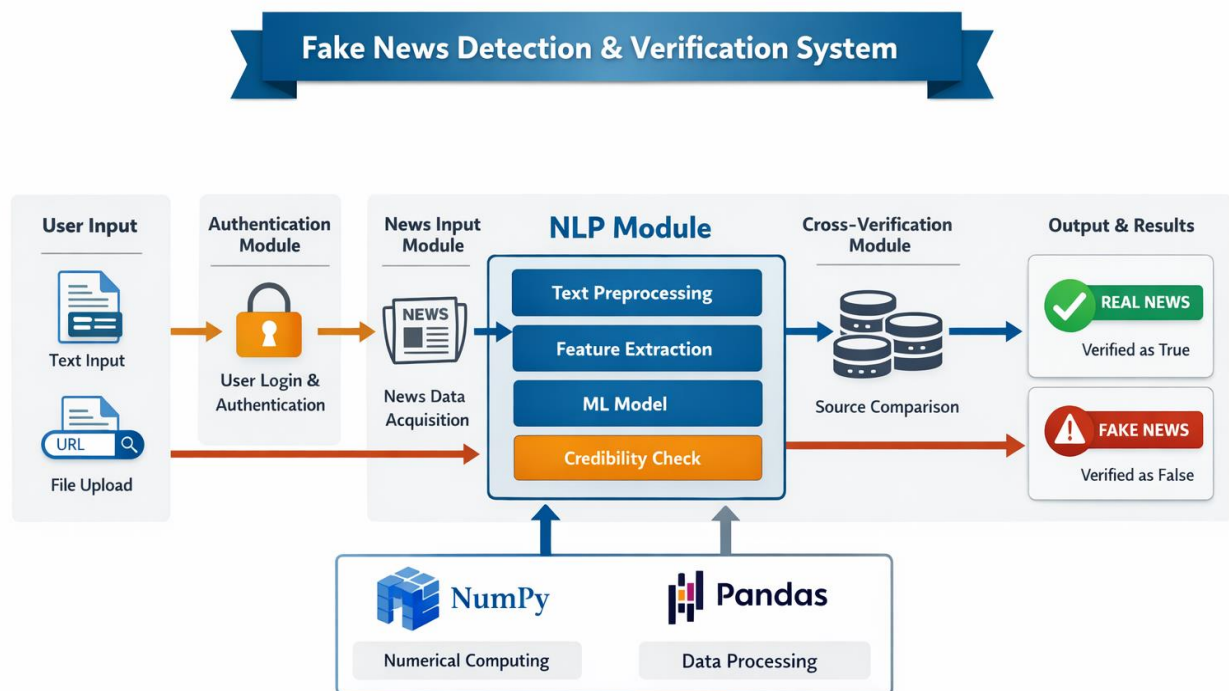 Fake News Detection & Verification System
User Input
Text Input
URL
File Upload
Authentication
Module
User Login &
Authentication
News Input
Module
NEWS
News Data
Acquisition
NLP Module
Text Preprocessing
Feature Extraction
ML Model
Credibility Check
Cross-Verification
Module
Source Comparison
Output & Results
REAL NEWS
Verified as True
FAKE NEWS
Verified as False
NumPy
Numerical Computing
Pandas
Data Processing